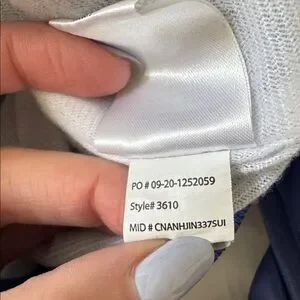 PO # 09-20-1252059
Style# 3610
MID # CNANHJIN337SUI